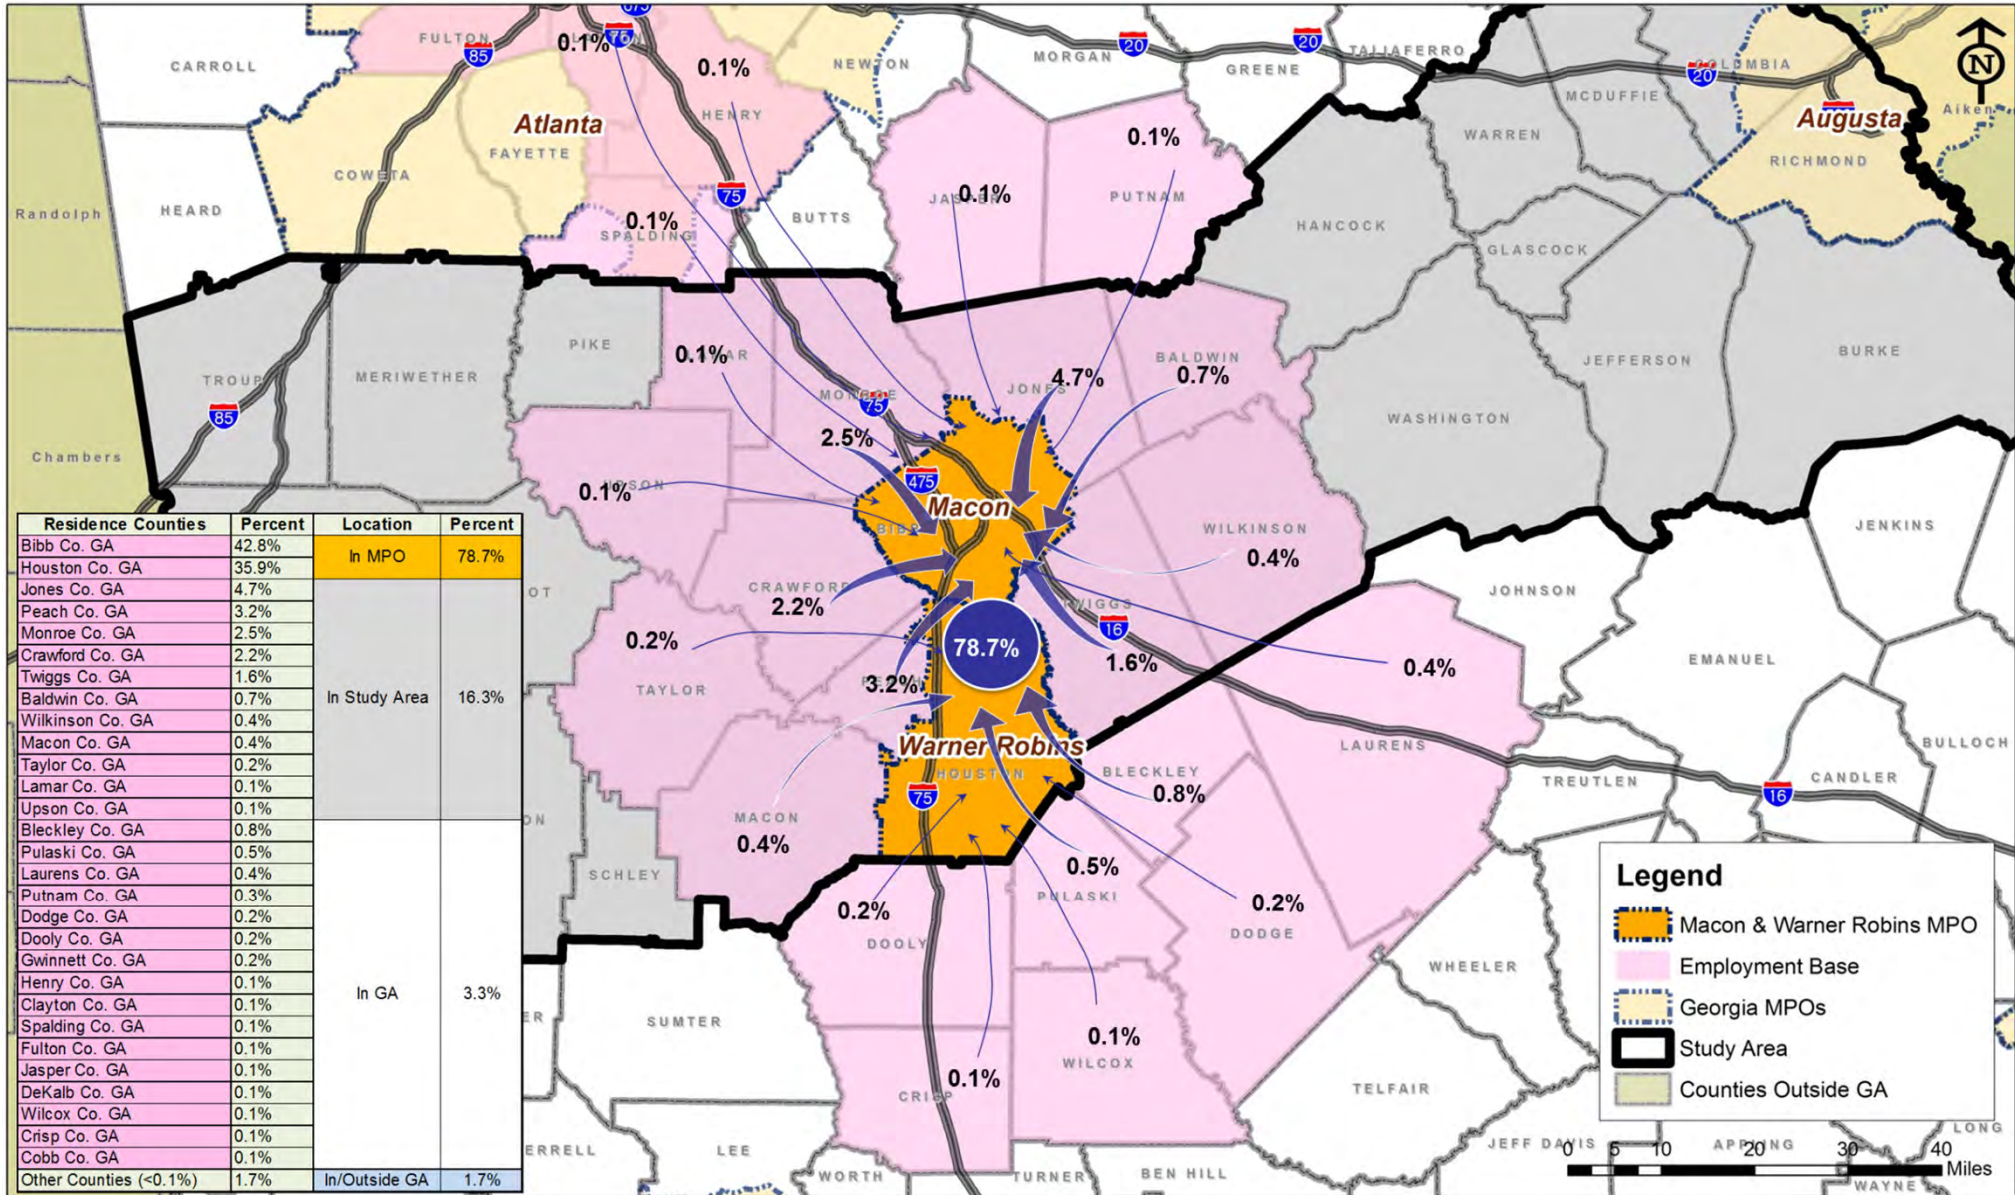 675
FULTON
75
0.1%
85
CARROLL
0.1%
NEWTON
MORGAN
20
GREENE
20
TALIAFERRO
20
COLUMBIA
N
MCDUFFIE
Aiken
HENRY
Atlanta
FAYETTE
Augusta
WARREN
0.1%
RICHMOND
COWETA
75
JASPER
0.1%
PUTNAM
Randolph
HEARD
BUTTS
0.1%
SPALDING
HANCOCK
GLASCOCK
PIKE
0.1%
LAMAR
BALDWIN
0.7%
JEFFERSON
BURKE
TROUP
MERIWETHER
JONES
4.7%
MONROE
75
85
WASHINGTON
2.5%
Chambers
475
UPSON
0.1%
Macon
BIBB
WILKINSON
0.4%
JENKINS
CRAWFORD
2.2%
TWIGGS
16
JOHNSON
OT
0.2%
78.7%
1.6%
0.4%
EMANUEL
TAYLOR
3.2%
Warner Robins
HOUSTON
LAURENS
BULLOCH
BLECKLEY
0.8%
TREUTLEN
CANDLER
16
75
MACON
0.4%
ON
SCHLEY
0.5%
PULASKI
0.2%
DOOLY
0.2%
DODGE
WHEELER
ER
SUMTER
0.1%
WILCOX
0.1%
CRISP
TELFAIR
ERRELL
LEE
WORTH
TURNER
BEN HILL
JEFF DAVIS
APPLING
LONG
WAYNE
Residence Counties Percent Location Percent
Bibb Co. GA 42.8% In MPO 78.7%
Houston Co. GA 35.9%
Jones Co. GA 4.7%
Peach Co. GA 3.2%
Monroe Co. GA 2.5%
Crawford Co. GA 2.2%
Twiggs Co. GA 1.6%
Baldwin Co. GA 0.7% In Study Area 16.3%
Wilkinson Co. GA 0.4%
Macon Co. GA 0.4%
Taylor Co. GA 0.2%
Lamar Co. GA 0.1%
Upson Co. GA 0.1%
Bleckley Co. GA 0.8%
Pulaski Co. GA 0.5%
Laurens Co. GA 0.4%
Putnam Co. GA 0.3%
Dodge Co. GA 0.2%
Dooly Co. GA 0.2%
Gwinnett Co. GA 0.2%
Henry Co. GA 0.1% In GA 3.3%
Clayton Co. GA 0.1%
Spalding Co. GA 0.1%
Fulton Co. GA 0.1%
Jasper Co. GA 0.1%
DeKalb Co. GA 0.1%
Wilcox Co. GA 0.1%
Crisp Co. GA 0.1%
Cobb Co. GA 0.1%
Other Counties (<0.1%) 1.7% In/Outside GA 1.7%
Legend
Macon & Warner Robins MPO
Employment Base
Georgia MPOs
Study Area
Counties Outside GA
0 5 10 20 30 40
Miles